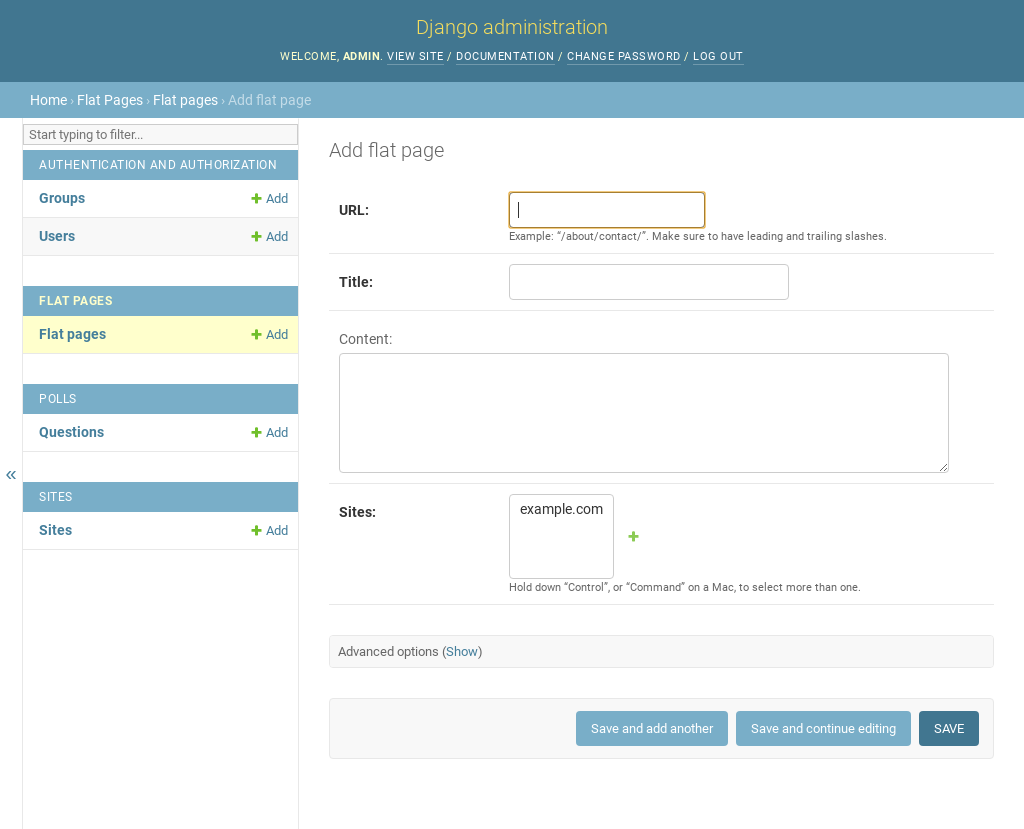 Django administration
WELCOME, ADMIN. VIEW SITE / DOCUMENTATION / CHANGE PASSWORD / LOG OUT
Home › Flat Pages › Flat pages › Add flat page
Start typing to filter...
AUTHENTICATION AND AUTHORIZATION
Groups + Add
Users + Add
FLAT PAGES
Flat pages + Add
POLLS
Questions + Add
SITES
Sites + Add
«
Add flat page
URL:
Example: “/about/contact/”. Make sure to have leading and trailing slashes.
Title:
Content:
Sites: example.com +
Hold down “Control”, or “Command” on a Mac, to select more than one.
Advanced options (Show)
Save and add another Save and continue editing SAVE